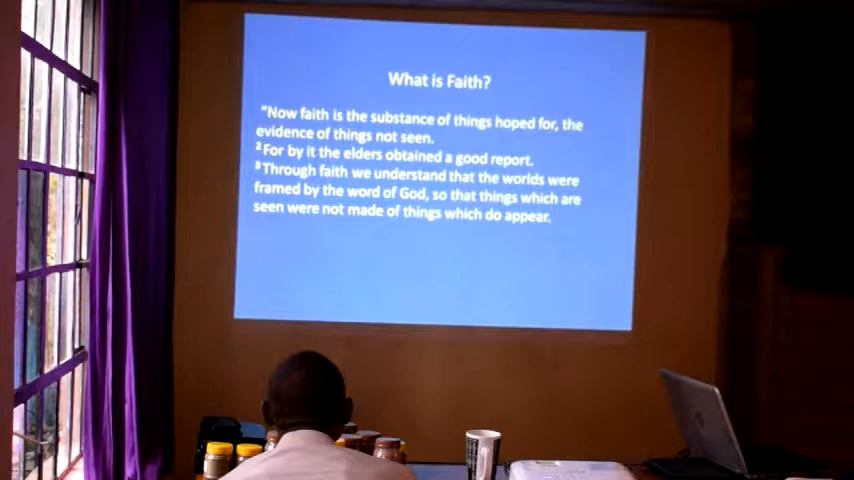 What is Faith?
“Now faith is the substance of things hoped for, the
evidence of things not seen.
² For by it the elders obtained a good report.
³ Through faith we understand that the worlds were
framed by the word of God, so that things which are
seen were not made of things which do appear.